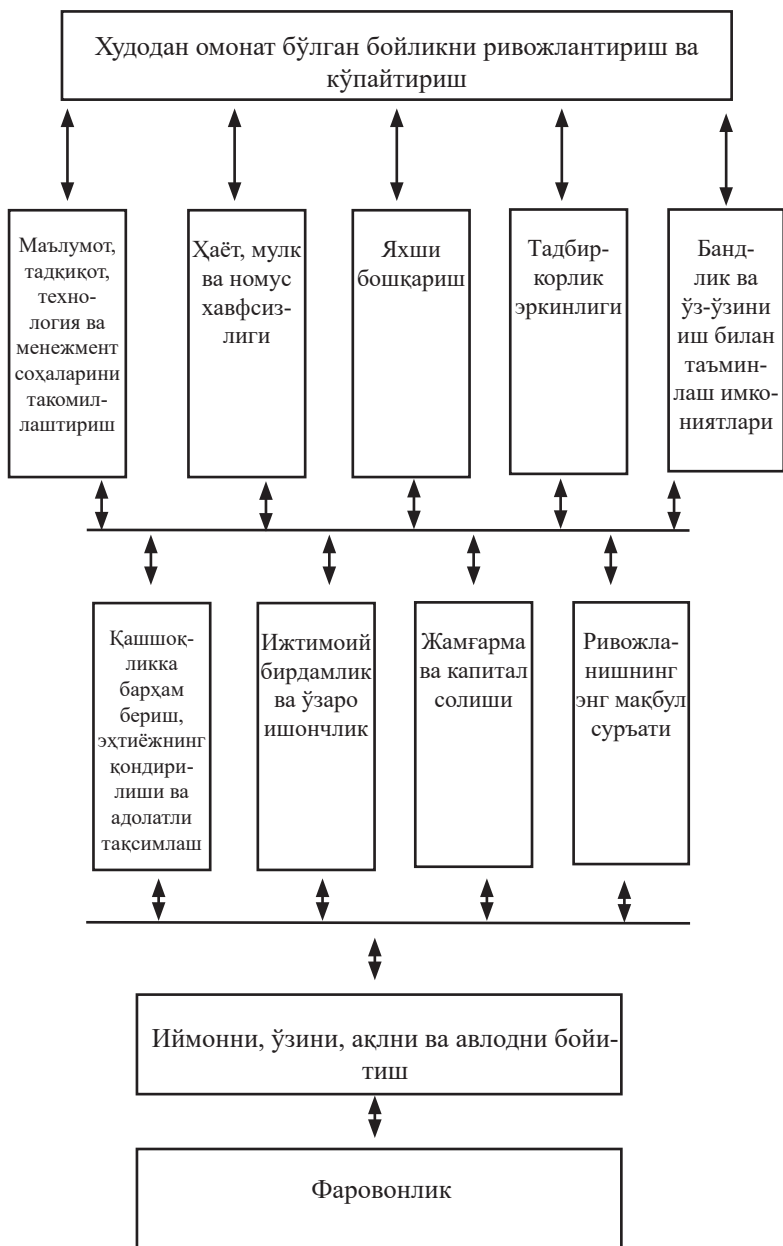 Худодан омонат бўлган бойликни ривожлантириш ва
кўпайтириш
Маълумот,
тадқиқот,
техно-
логия ва
менежмент
соҳаларини
такомил-
лаштириш
Ҳаёт, мулк
ва номус
хавфсиз-
лиги
Яхши
бошқариш
Тадбир-
корлик
эркинлиги
Банд-
лик ва
ўз-ўзини
иш билан
таъмин-
лаш имко-
ниятлари
Қашшоқ-
ликка
барҳам
бериш,
эҳтиёжнинг
қондири-
лиши ва
адолатли
тақсимлаш
Ижтимоий
бирдамлик
ва ўзаро
ишончлик
Жамғарма
ва капитал
солиши
Ривожла-
нишнинг
энг мақбул
суръати
Иймонни, ўзини, ақлни ва авлодни бойи-
тиш
Фаровонлик